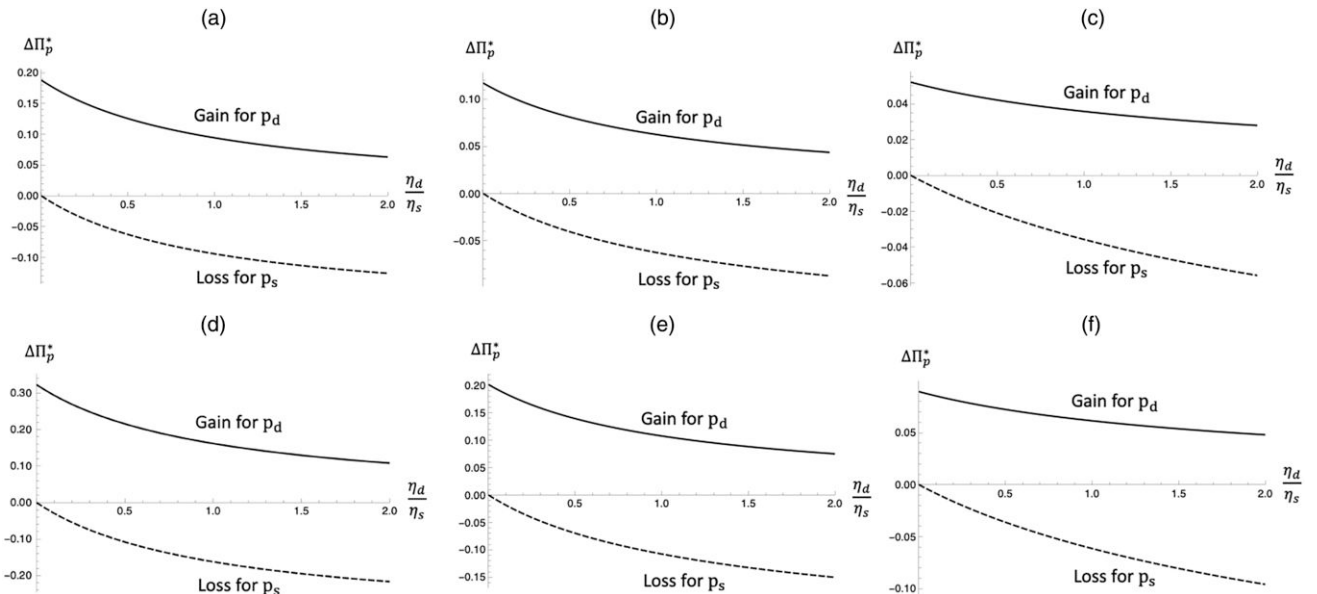 (a)
ΔΠ*p
0.20
0.15
0.10
0.05
0.00
−0.05
−0.10
0.5
1.0
1.5
2.0
Gain for pd
Loss for ps
ηd
ηs
(b)
ΔΠ*p
0.10
0.05
0.00
−0.05
0.5
1.0
1.5
2.0
Gain for pd
Loss for ps
ηd
ηs
(c)
ΔΠ*p
0.04
0.02
0.00
−0.02
−0.04
−0.06
0.5
1.0
1.5
2.0
Gain for pd
Loss for ps
ηd
ηs
(d)
ΔΠ*p
0.30
0.20
0.10
0.00
−0.10
−0.20
0.5
1.0
1.5
2.0
Gain for pd
Loss for ps
ηd
ηs
(e)
ΔΠ*p
0.20
0.15
0.10
0.05
0.00
−0.05
−0.10
−0.15
0.5
1.0
1.5
2.0
Gain for pd
Loss for ps
ηd
ηs
(f)
ΔΠ*p
0.05
0.00
−0.05
−0.10
0.5
1.0
1.5
2.0
Gain for pd
Loss for ps
ηd
ηs